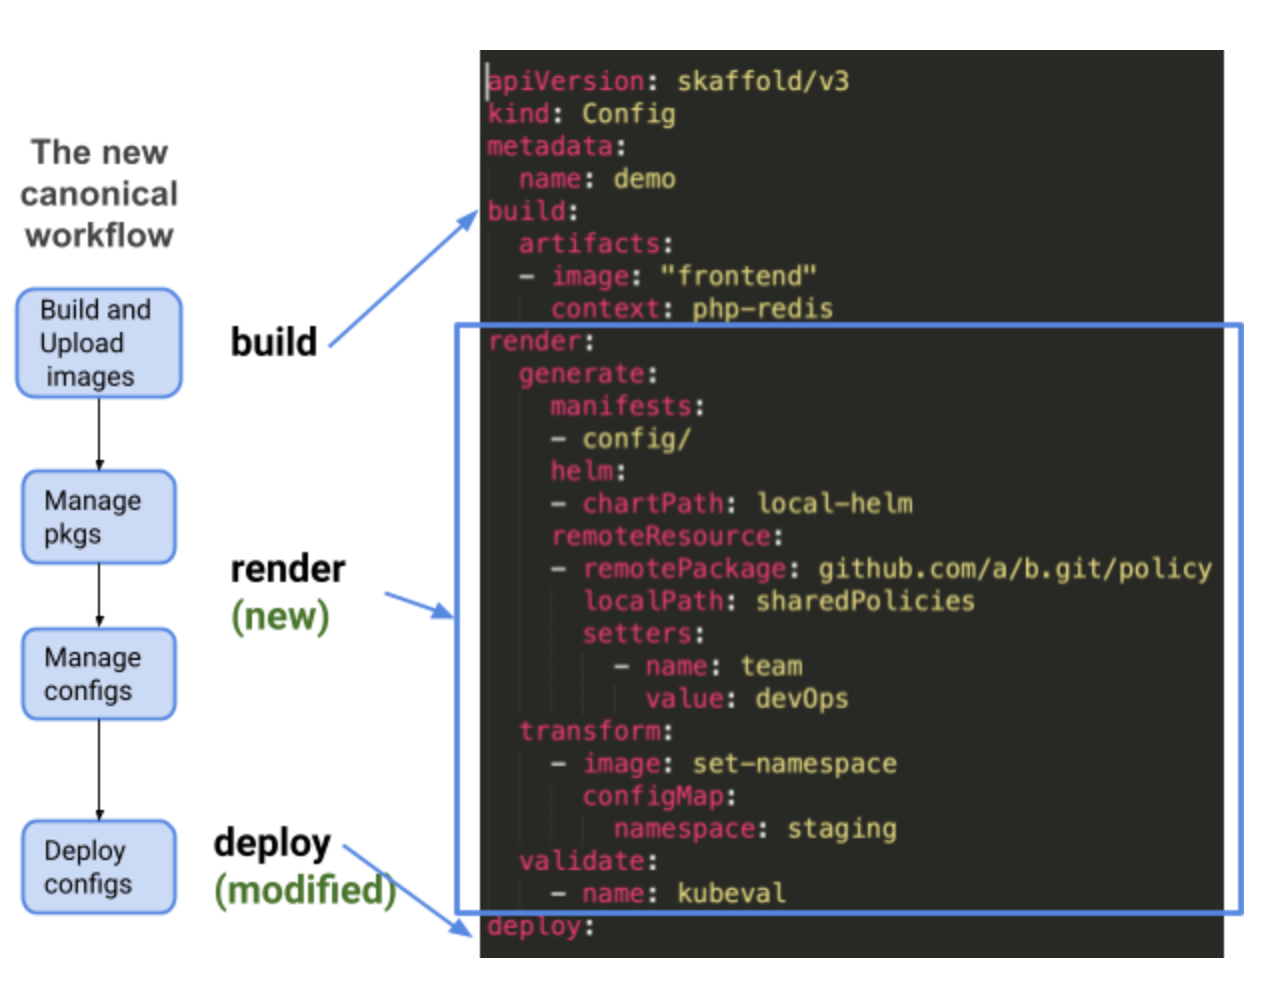 The new
canonical
workflow
Build and
Upload
images
Manage
pkgs
Manage
configs
Deploy
configs
build
render
(new)
deploy
(modified)
apiVersion: skaffold/v3
kind: Config
metadata:
  name: demo
build:
  artifacts:
  - image: "frontend"
    context: php-redis
render:
  generate:
    manifests:
    - config/
    helm:
    - chartPath: local-helm
    remoteResource:
    - remotePackage: github.com/a/b.git/policy
      localPath: sharedPolicies
      setters:
        - name: team
          value: devOps
  transform:
    - image: set-namespace
      configMap:
        namespace: staging
  validate:
    - name: kubeval
deploy: